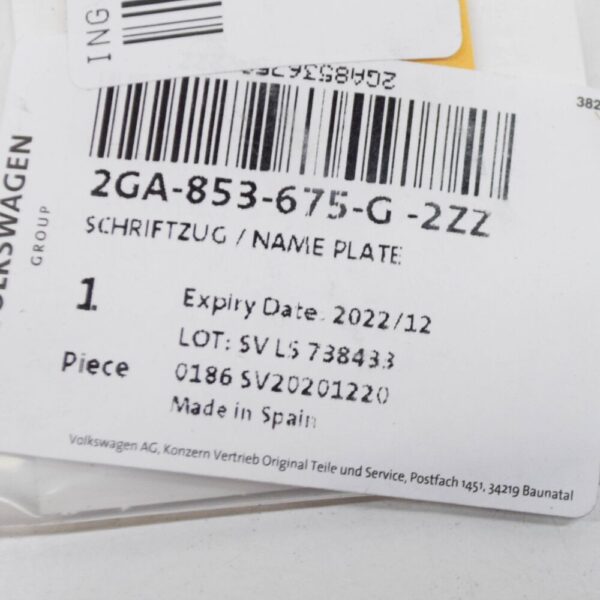 ING
382
2GA-853-675-G -2ZZ
SCHRIFTZUG / NAME PLATE
VOLKSWAGEN
GROUP
1
Piece
Expiry Date: 2022/12
LOT: SV LS 738433
0186 SV20201220
Made in Spain
Volkswagen AG, Konzern Vertrieb Original Teile und Service, Postfach 1451, 34219 Baunatal